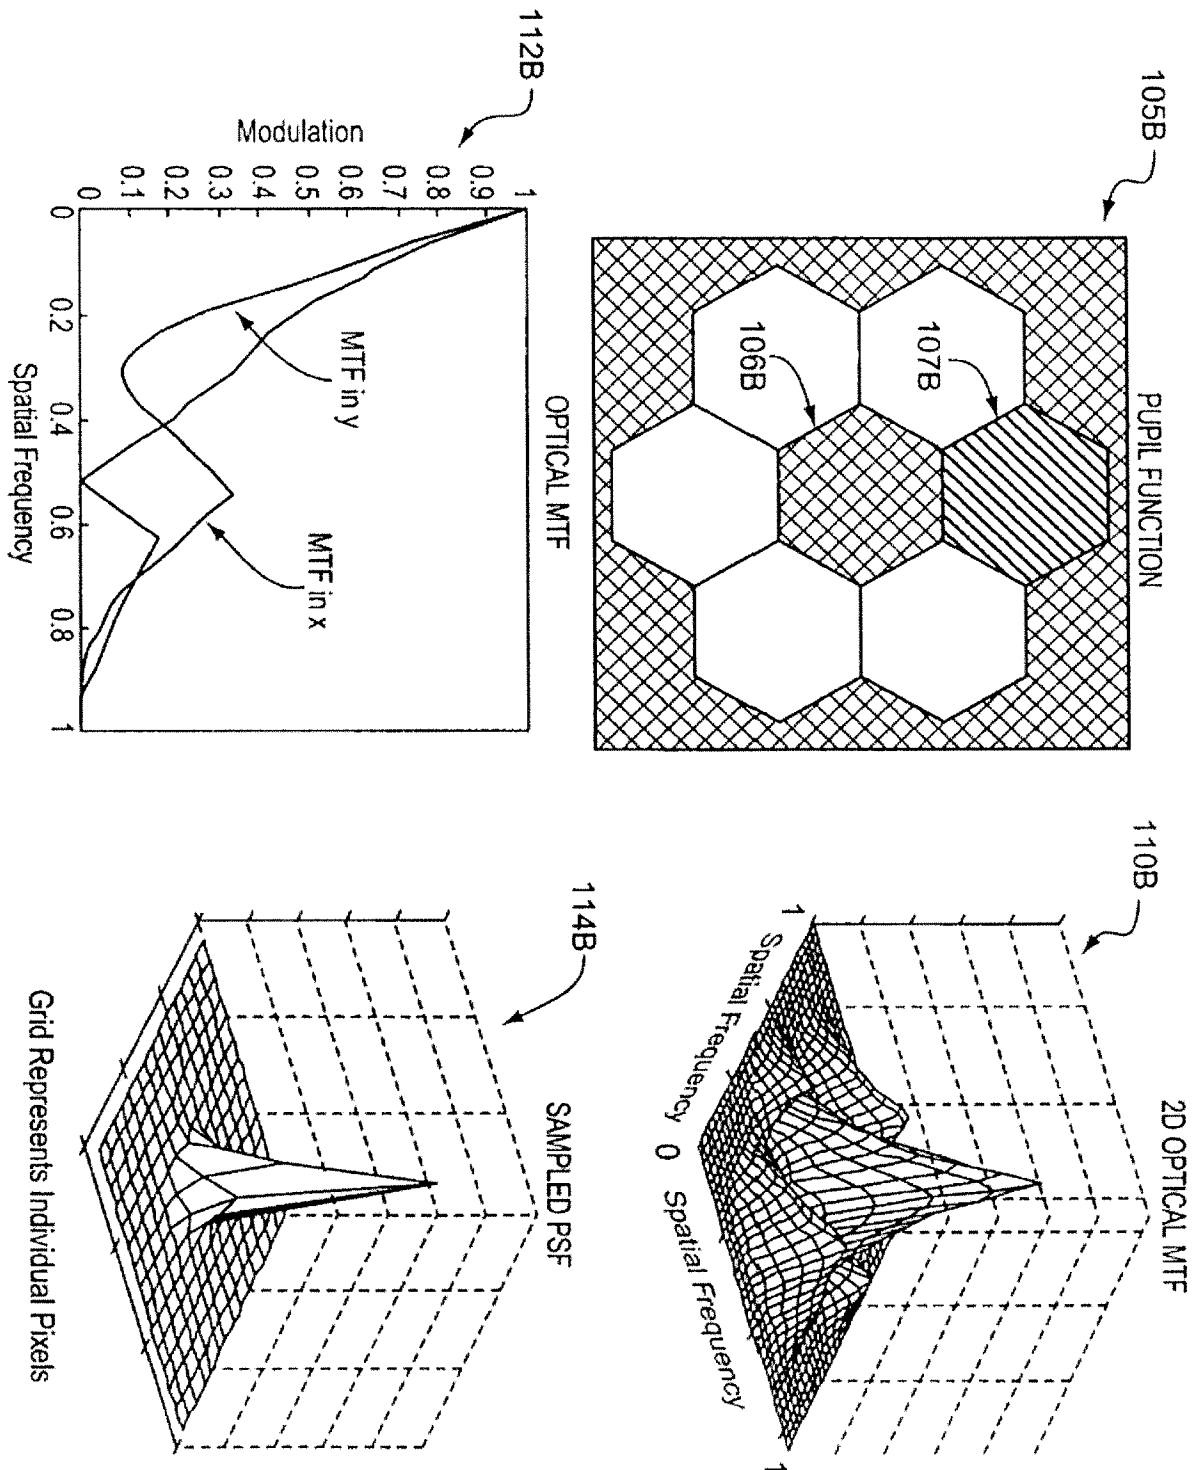 105B
PUPIL FUNCTION
107B
106B
110B
2D OPTICAL MTF
1
Spatial Frequency
0
Spatial Frequency
1
112B
OPTICAL MTF
Modulation
1
0.9
0.8
0.7
0.6
0.5
0.4
0.3
0.2
0.1
0
MTF in y
MTF in x
0
0.2
0.4
0.6
0.8
1
Spatial Frequency
114B
SAMPLED PSF
Grid Represents Individual Pixels